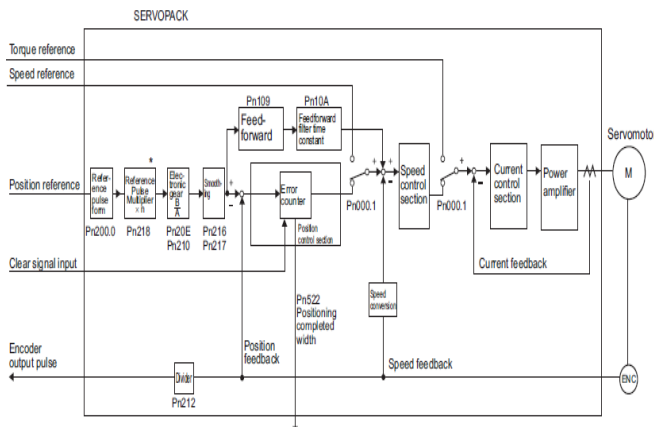 SERVOPACK
Torque reference
Speed reference
Pn109
Pn10A
Feed-
forward
Feedforward
filter time
constant
Servomoto
Position reference
Refer-
ence
pulse
form
*
Reference
Pulse
Multiplier
× n
Elec-
tronic
gear
B
A
Smooth-
ing
+
-
Error
counter
Position
control section
+
+
-
Speed
control
section
+
-
Current
control
section
Power
amplifier
M
Pn200.0
Pn218
Pn20E
Pn210
Pn216
Pn217
Pn000.1
Pn000.1
Clear signal input
Current feedback
Pn522
Positioning
completed
width
Speed
conversion
Encoder
output pulse
Position
feedback
Speed feedback
Divider
Pn212
ENC